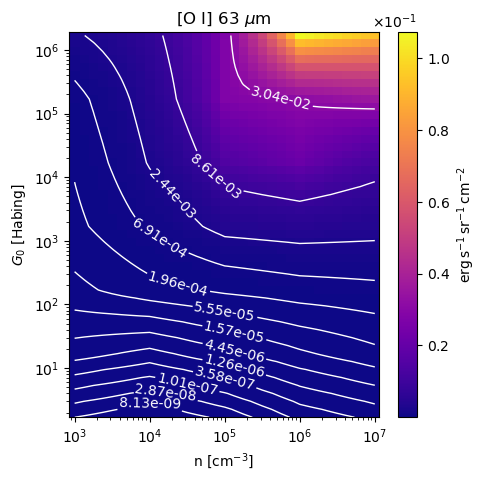 [O I] 63 μm
×10⁻¹
10⁶
10⁵
10⁴
10³
10²
10¹
G₀ [Habing]
3.04e-02
8.61e-03
2.44e-03
6.91e-04
1.96e-04
5.55e-05
1.57e-05
4.45e-06
1.26e-06
3.58e-07
1.01e-07
2.87e-08
8.13e-09
10³ 10⁴ 10⁵ 10⁶ 10⁷
n [cm⁻³]
1.0
0.8
0.6
0.4
0.2
erg s⁻¹ sr⁻¹ cm⁻²